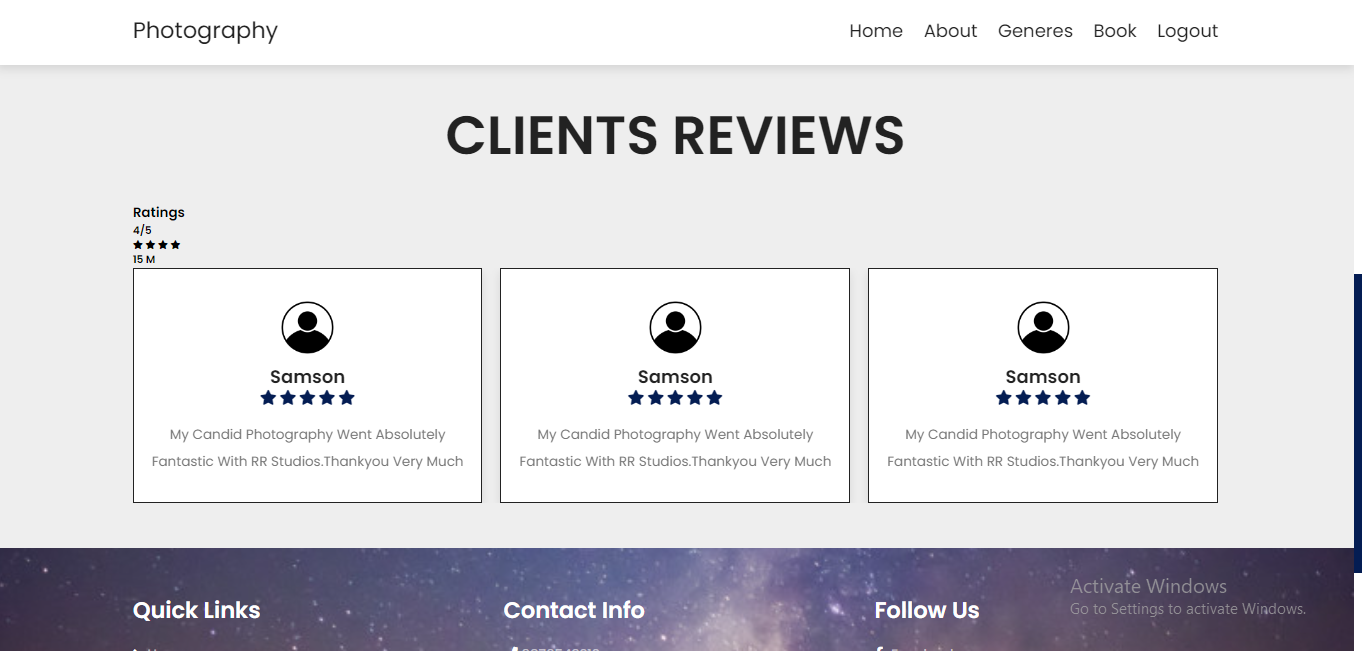 Photography
Home About Generes Book Logout
CLIENTS REVIEWS
Ratings
4/5
15 M
Samson
My Candid Photography Went Absolutely
Fantastic With RR Studios.Thankyou Very Much
Samson
My Candid Photography Went Absolutely
Fantastic With RR Studios.Thankyou Very Much
Samson
My Candid Photography Went Absolutely
Fantastic With RR Studios.Thankyou Very Much
Quick Links
Contact Info
Follow Us
Activate Windows
Go to Settings to activate Windows.